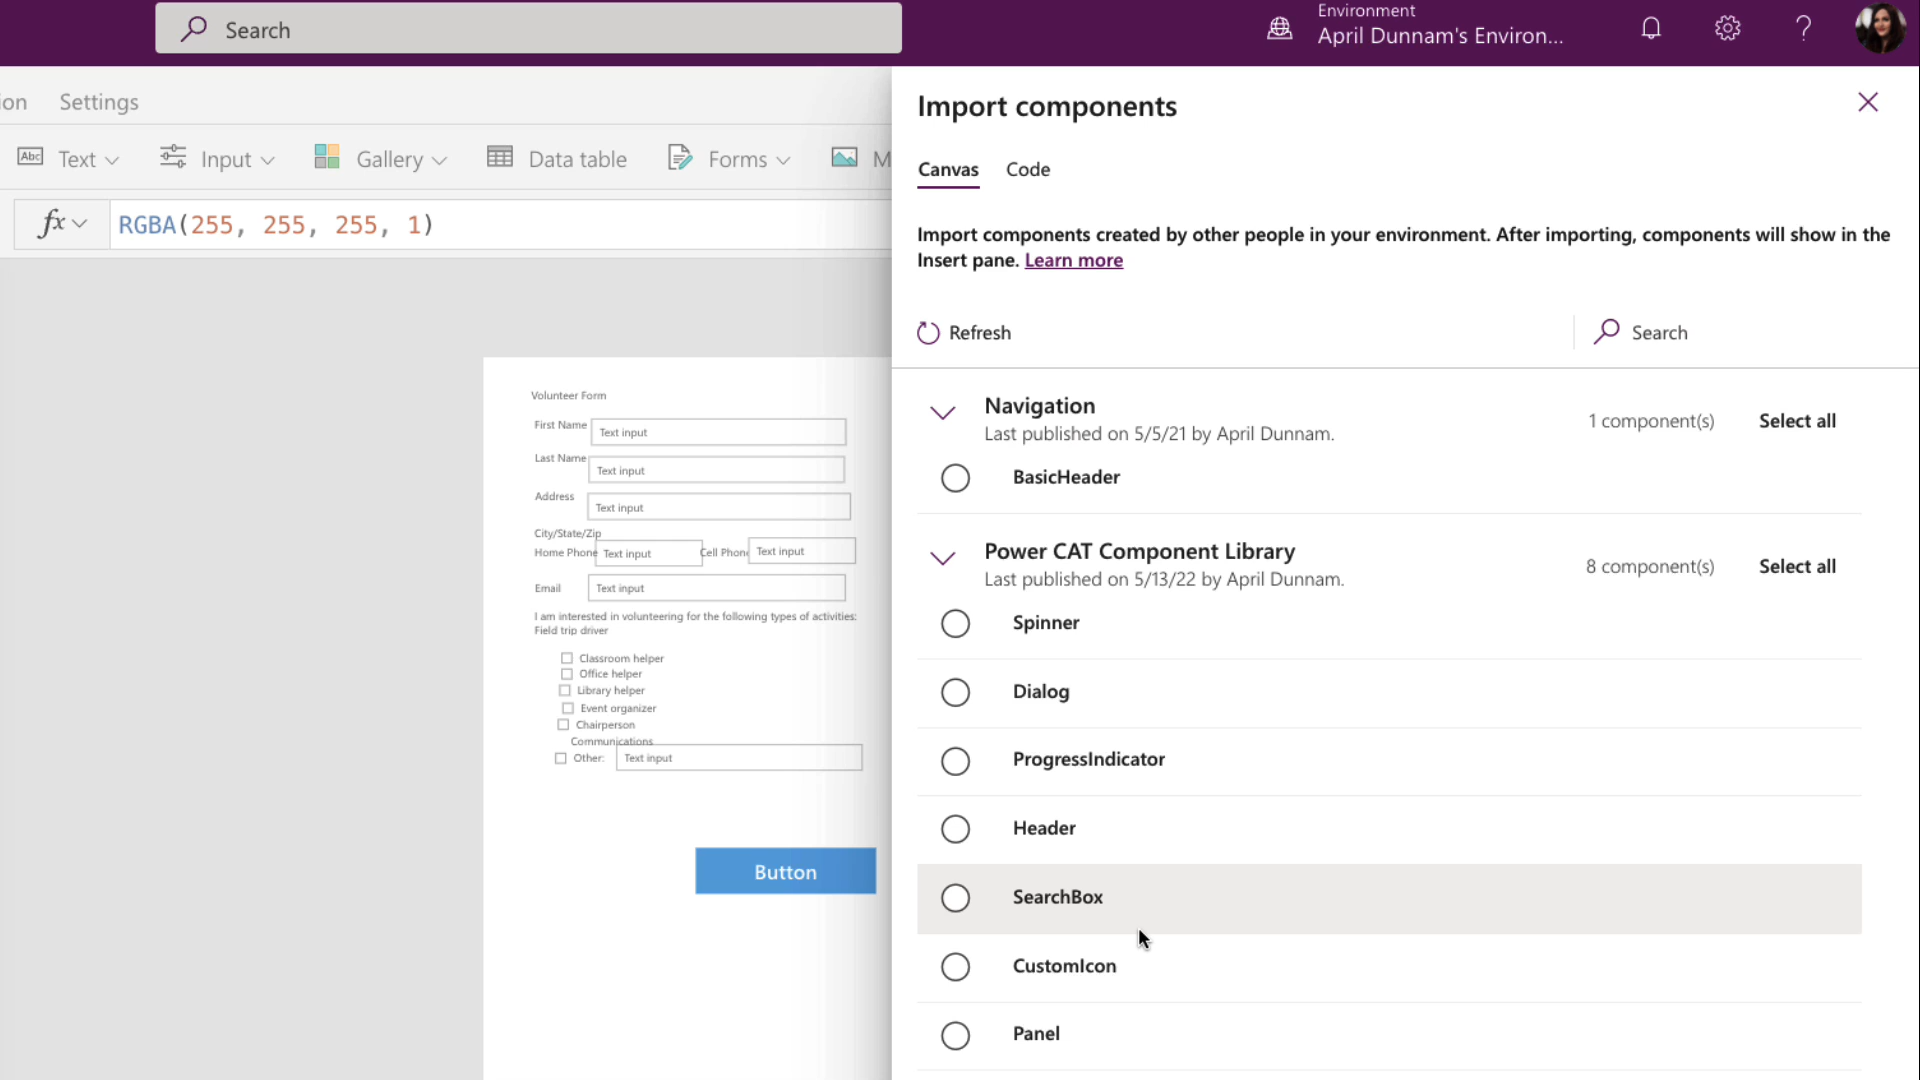 Search
Environment
April Dunnam's Environ...
?
ion
Settings
Abc
Text
Input
Gallery
Data table
Forms
M
fx
RGBA(255, 255, 255, 1)
Volunteer Form
First Name
Text input
Last Name
Text input
Address
Text input
City/State/Zip
Home Phone
Text input
Cell Phon
Text input
Email
Text input
I am interested in volunteering for the following types of activities:
Field trip driver
Classroom helper
Office helper
Library helper
Event organizer
Chairperson
Communications
Other:
Text input
Button
Import components
Canvas
Code
Import components created by other people in your environment. After importing, components will show in the
Insert pane. Learn more
Refresh
Search
Navigation
Last published on 5/5/21 by April Dunnam.
1 component(s)
Select all
BasicHeader
Power CAT Component Library
Last published on 5/13/22 by April Dunnam.
8 component(s)
Select all
Spinner
Dialog
ProgressIndicator
Header
SearchBox
CustomIcon
Panel